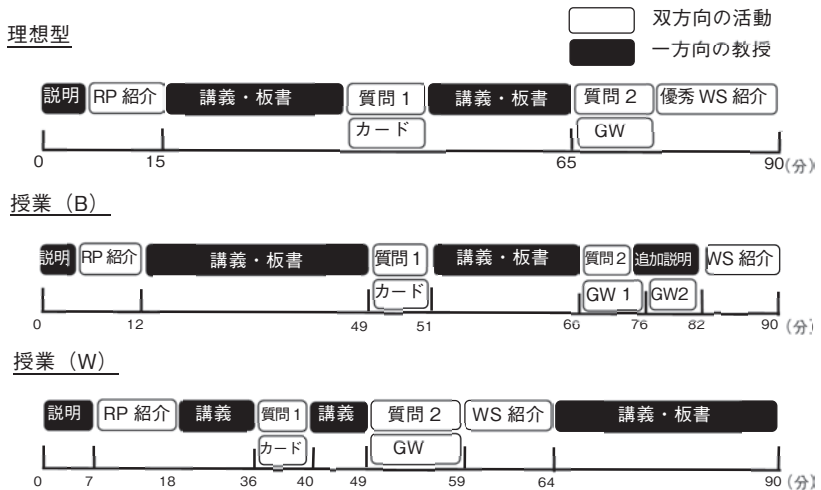 双方向の活動
一方向の教授
理想型
説明 RP 紹介 講義・板書 質問 1 講義・板書 質問 2 優秀 WS 紹介
カード GW
0 15 65 90(分)
授業（B）
説明 RP 紹介 講義・板書 質問 1 講義・板書 質問 2 追加説明 WS 紹介
カード GW 1 GW2
0 12 49 51 66 76 82 90 (分)
授業（W）
説明 RP 紹介 講義 質問 1 講義 質問 2 WS 紹介 講義・板書
カード GW
0 7 18 36 40 49 59 64 90 (分)